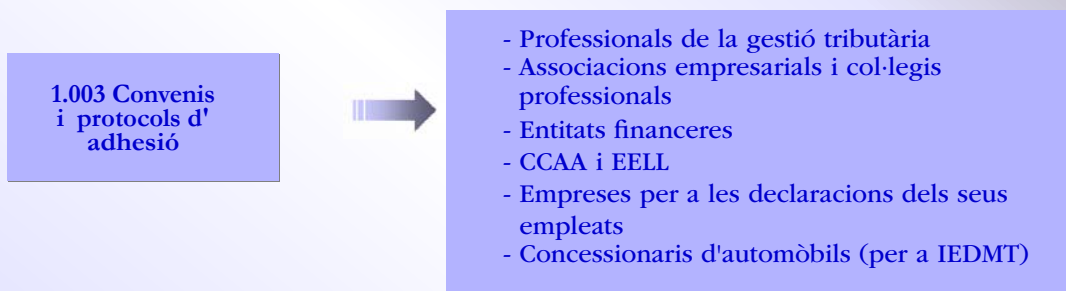 1.003 Convenis
i protocols d'
adhesió
- Professionals de la gestió tributària
- Associacions empresarials i col·legis
professionals
- Entitats financeres
- CCAA i EELL
- Empreses per a les declaracions dels seus
empleats
- Concessionaris d'automòbils (per a IEDMT)